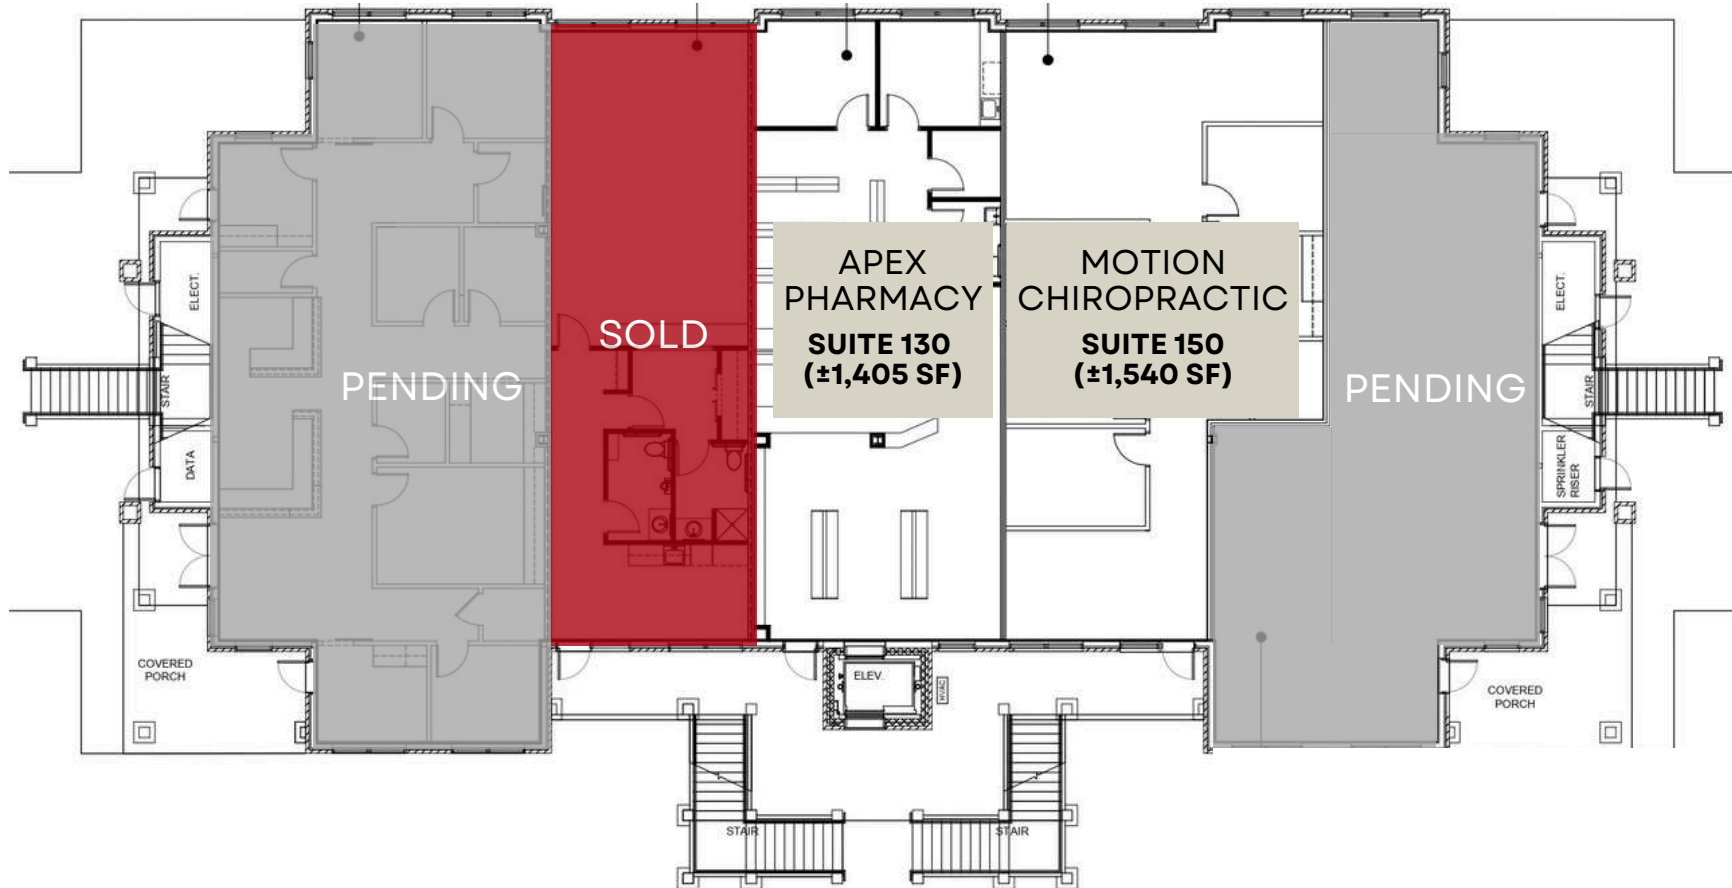 ELECT.
STAIR
DATA
COVERED
PORCH
PENDING
SOLD
APEX
PHARMACY
SUITE 130
(±1,405 SF)
MOTION
CHIROPRACTIC
SUITE 150
(±1,540 SF)
PENDING
ELECT.
STAIR
SPRINKLER
RISER
COVERED
PORCH
ELEV.
HVAC
STAIR
STAIR